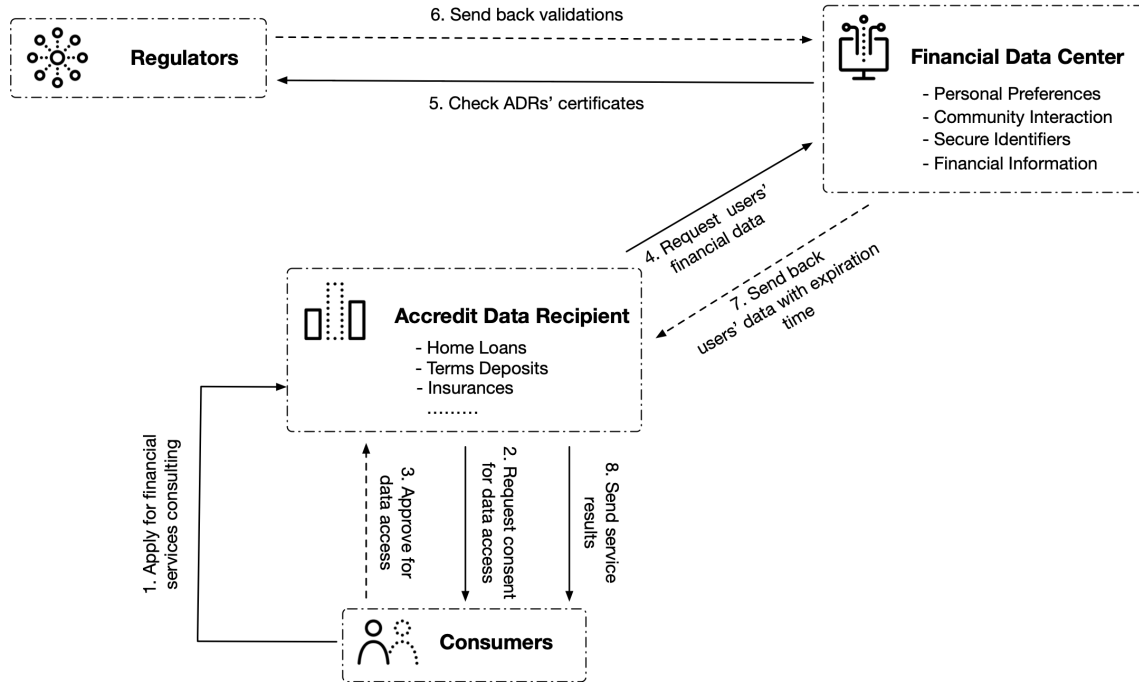 6. Send back validations
Regulators
5. Check ADRs’ certificates
Financial Data Center
- Personal Preferences
- Community Interaction
- Secure Identifiers
- Financial Information
4. Request users’
financial data
7. Send back
users’ data with expiration
time
Accredit Data Recipient
- Home Loans
- Terms Deposits
- Insurances
.........
1. Apply for financial
services consulting
3. Approve for
data access
2. Request consent
for data access
8. Send service
results
Consumers